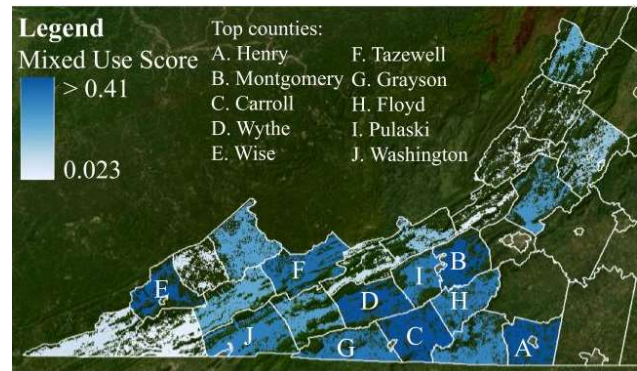 Legend
Mixed Use Score
> 0.41
0.023
Top counties:
A. Henry
B. Montgomery
C. Carroll
D. Wythe
E. Wise
F. Tazewell
G. Grayson
H. Floyd
I. Pulaski
J. Washington
F
E
B
I
D
H
J
C
G
A